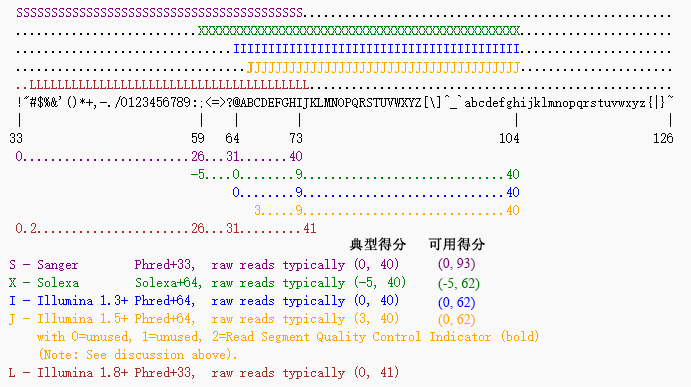 SSSSSSSSSSSSSSSSSSSSSSSSSSSSSSSSSSSSSSSSS.....................................................
..........................XXXXXXXXXXXXXXXXXXXXXXXXXXXXXXXXXXXXXXXXXXXXXX......................
...............................IIIIIIIIIIIIIIIIIIIIIIIIIIIIIIIIIIIIIIIII......................
.................................JJJJJJJJJJJJJJJJJJJJJJJJJJJJJJJJJJJJJJJ......................
..LLLLLLLLLLLLLLLLLLLLLLLLLLLLLLLLLLLLLLLL....................................................
!"#$%&'()*+,-./0123456789:;<=>?@ABCDEFGHIJKLMNOPQRSTUVWXYZ[\]^_`abcdefghijklmnopqrstuvwxyz{|}~
33 59 64 73 104 126
0........................26...31.......40
-5....0........9.............................40
0........9.............................40
3.....9.............................40
0.2......................26...31........41
典型得分 可用得分
S - Sanger Phred+33, raw reads typically (0, 40) (0, 93)
X - Solexa Solexa+64, raw reads typically (-5, 40) (-5, 62)
I - Illumina 1.3+ Phred+64, raw reads typically (0, 40) (0, 62)
J - Illumina 1.5+ Phred+64, raw reads typically (3, 40) (0, 62)
with 0=unused, 1=unused, 2=Read Segment Quality Control Indicator (bold)
(Note: See discussion above).
L - Illumina 1.8+ Phred+33, raw reads typically (0, 41)